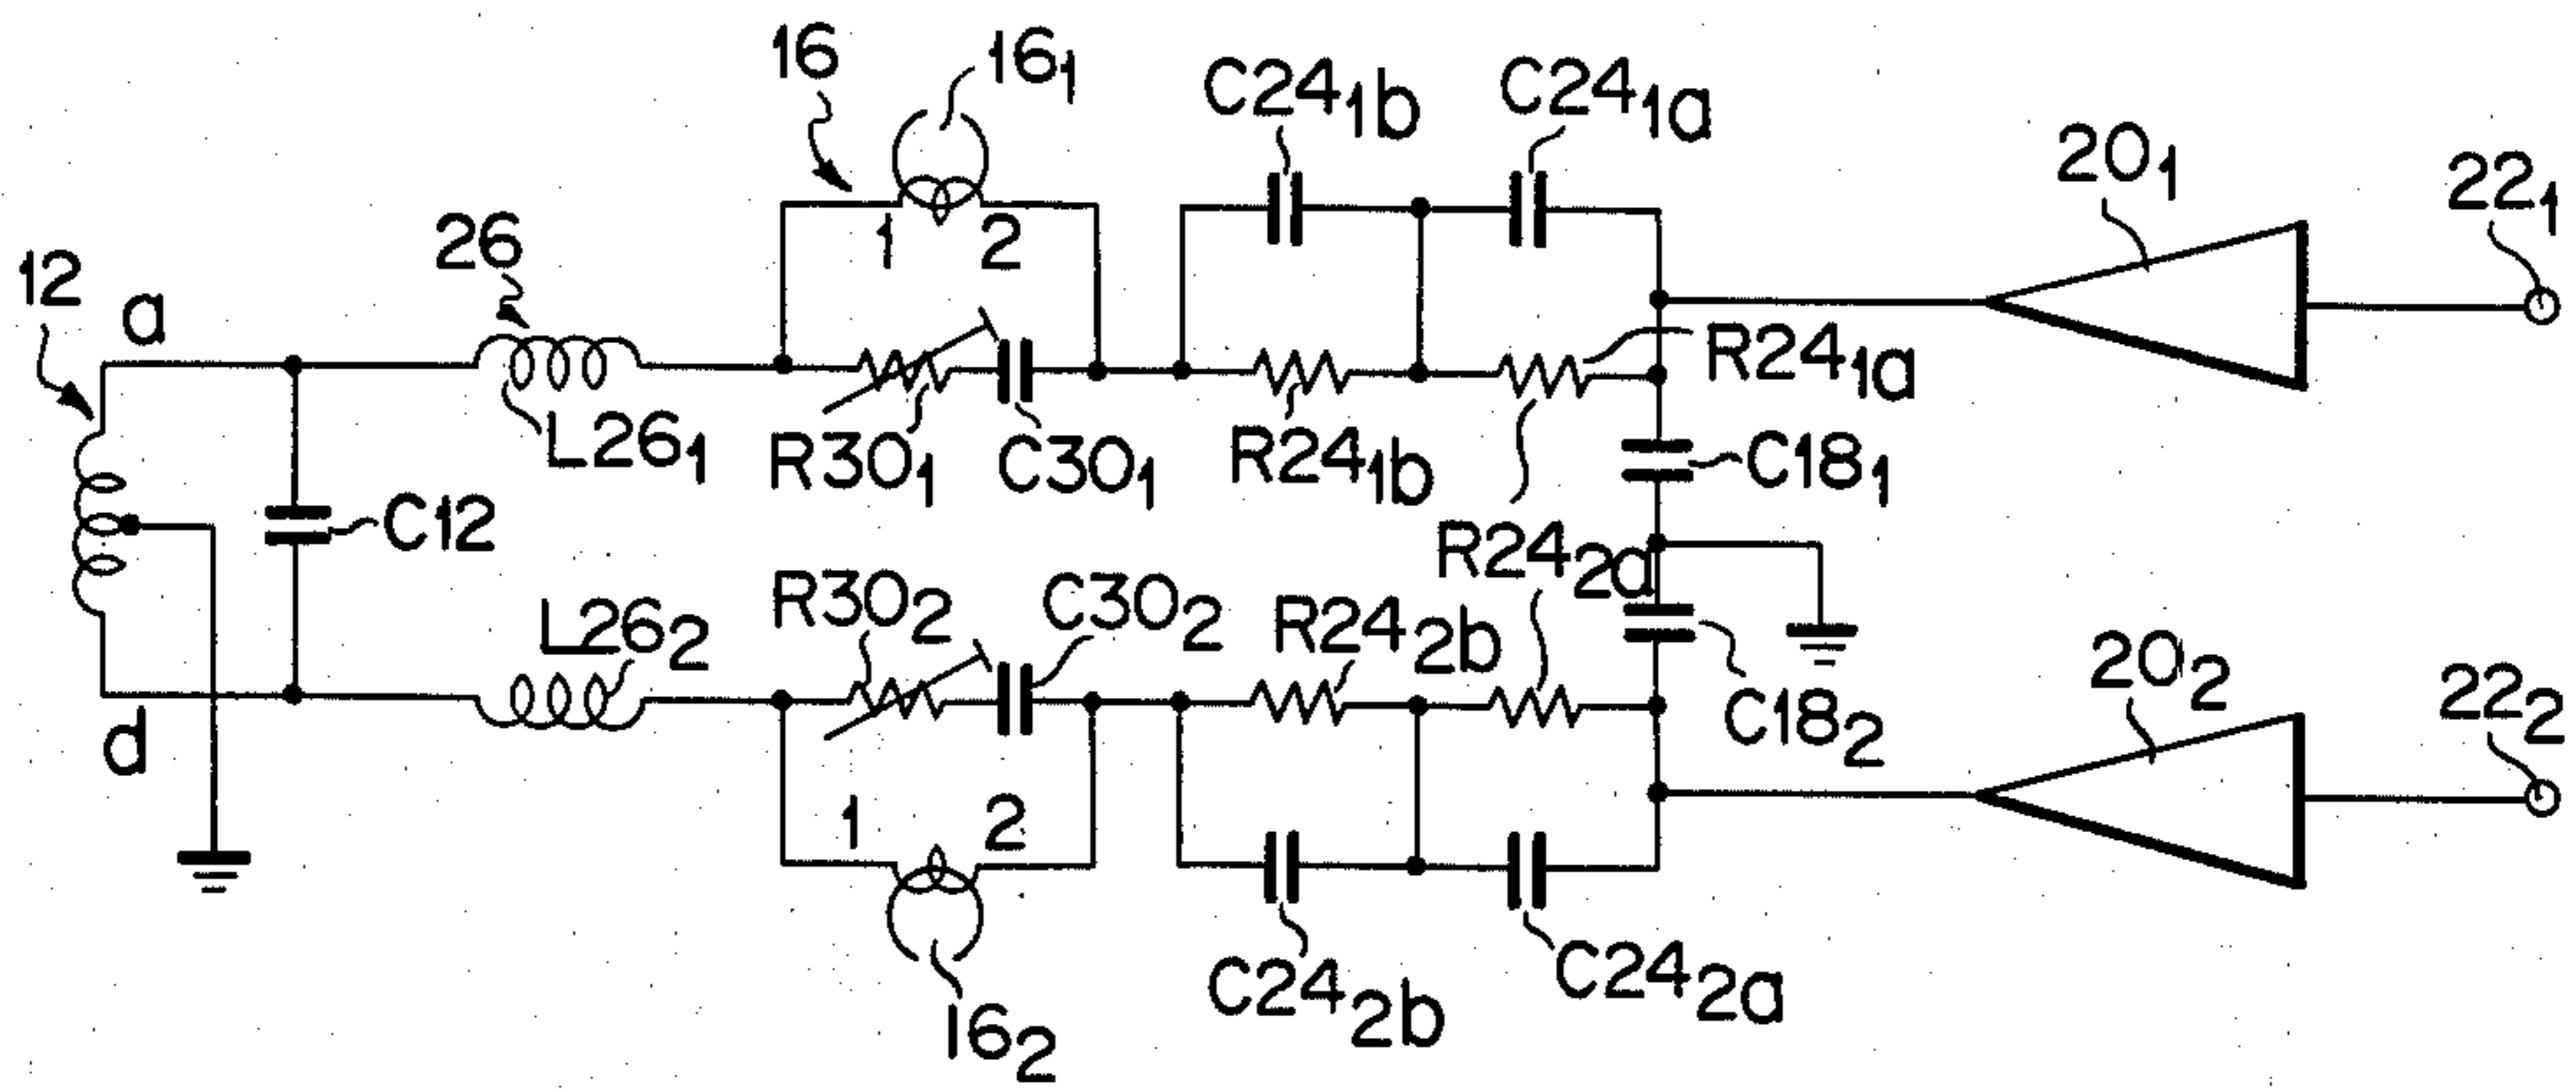 16
16₁
C24₁b
C24₁a
20₁
22₁
12
a
26
1
2
L26₁
R30₁
C30₁
R24₁b
R24₁a
C18₁
C12
R24₂a
L26₂
R30₂
C30₂
R24₂b
C18₂
20₂
22₂
d
1
2
16₂
C24₂b
C24₂a